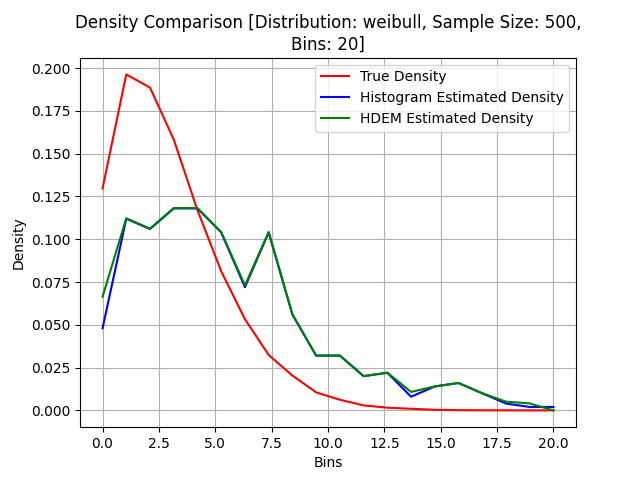 Density Comparison [Distribution: weibull, Sample Size: 500,
Bins: 20]
True Density
Histogram Estimated Density
HDEM Estimated Density
Density
0.200
0.175
0.150
0.125
0.100
0.075
0.050
0.025
0.000
0.0 2.5 5.0 7.5 10.0 12.5 15.0 17.5 20.0
Bins